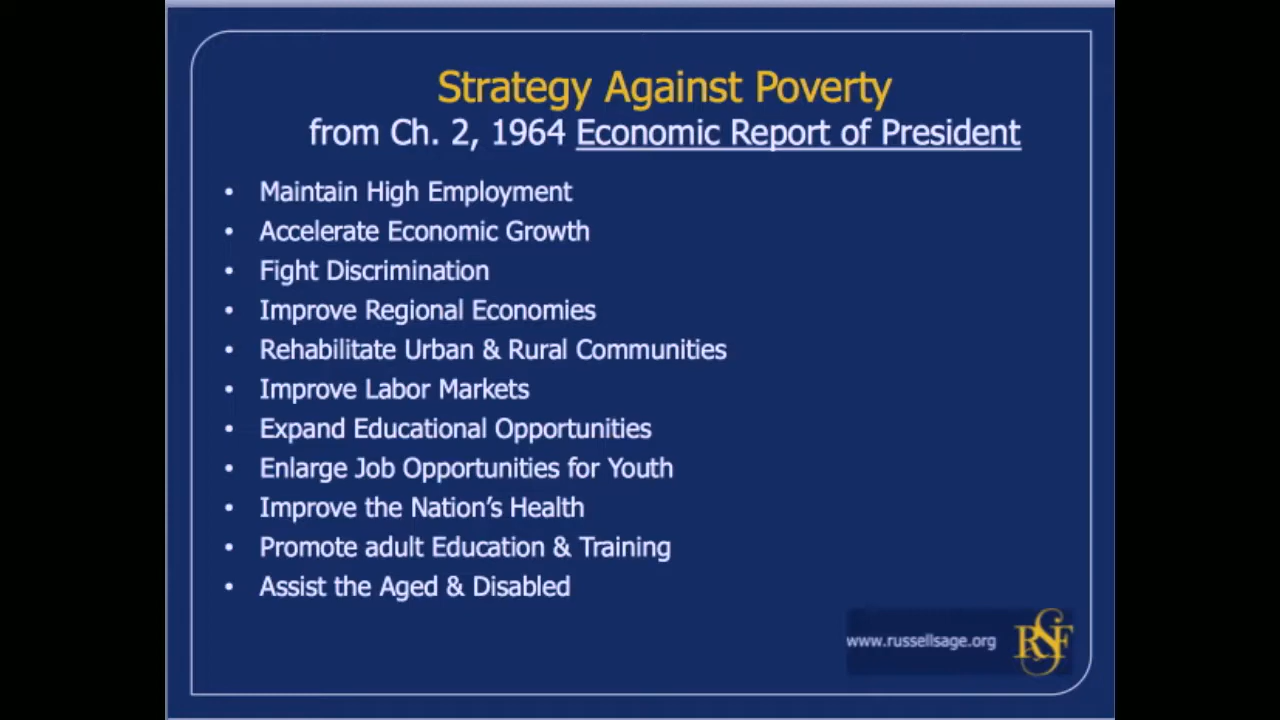 Strategy Against Poverty
from Ch. 2, 1964 Economic Report of President
• Maintain High Employment
• Accelerate Economic Growth
• Fight Discrimination
• Improve Regional Economies
• Rehabilitate Urban & Rural Communities
• Improve Labor Markets
• Expand Educational Opportunities
• Enlarge Job Opportunities for Youth
• Improve the Nation’s Health
• Promote adult Education & Training
• Assist the Aged & Disabled
www.russellsage.org
RSF